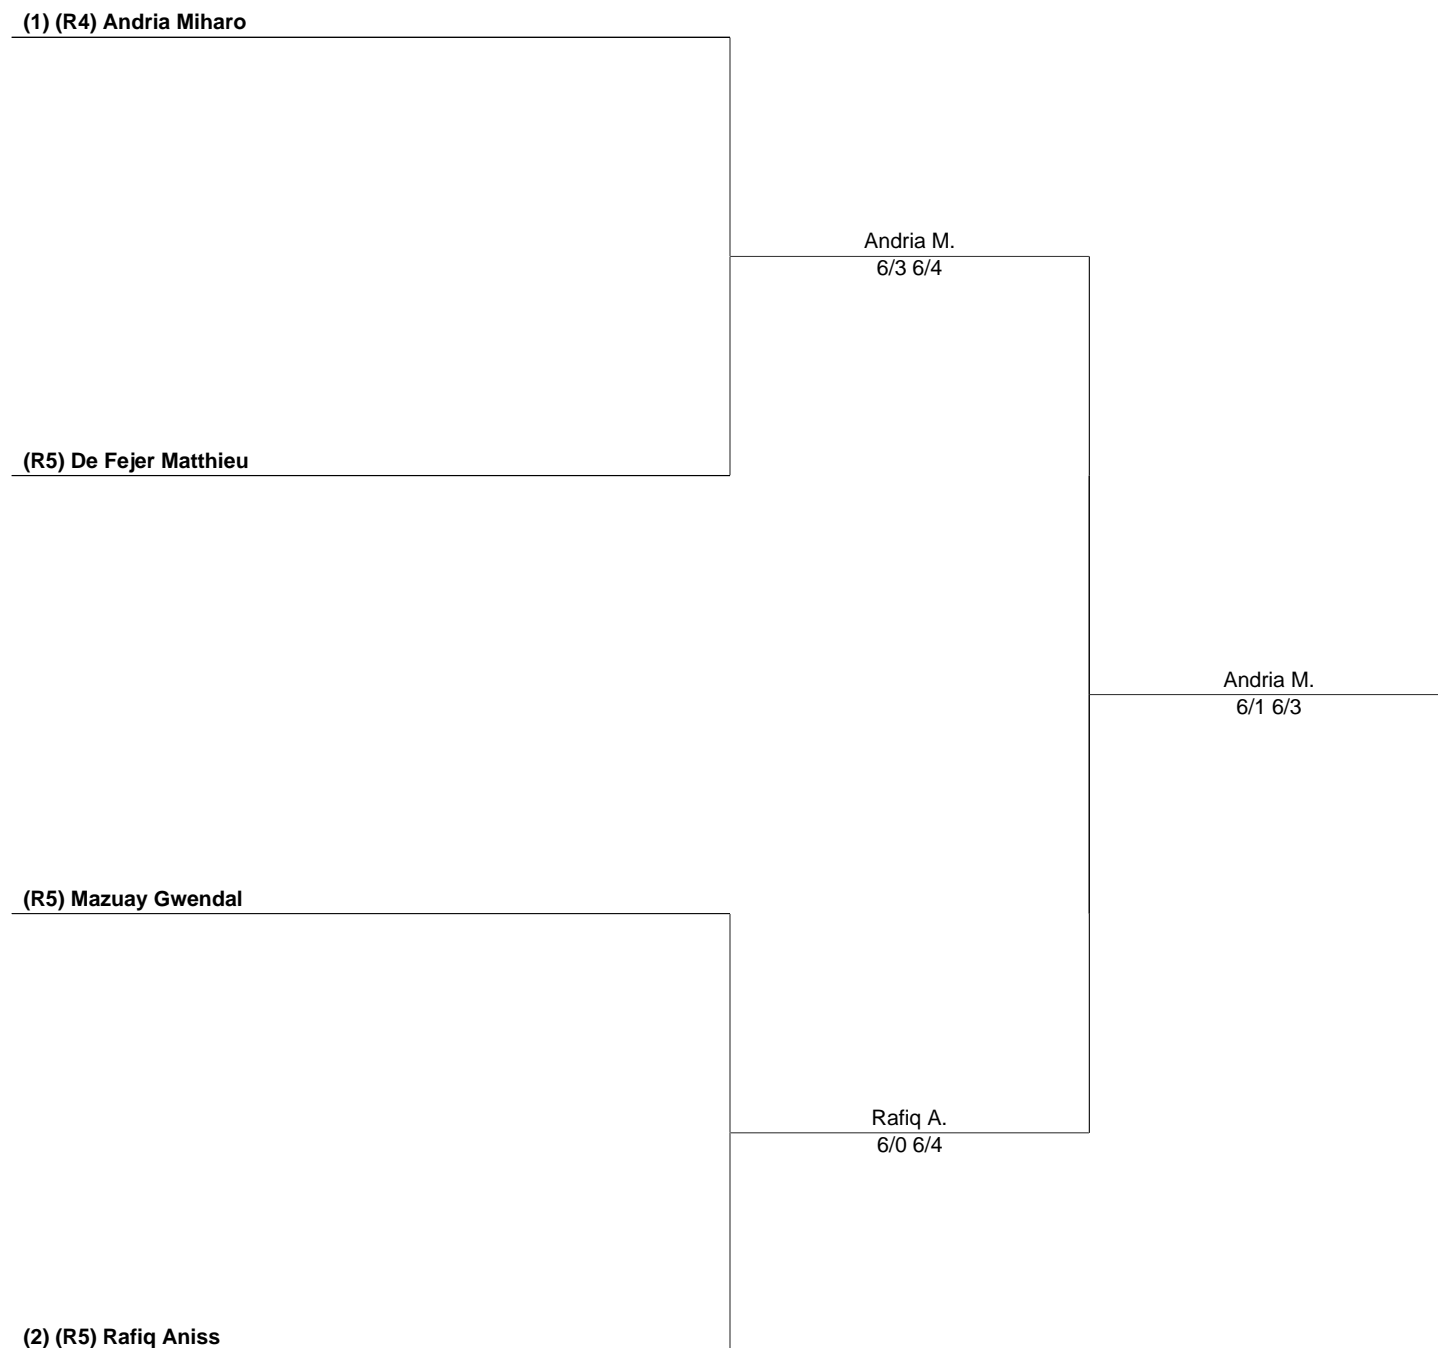 (1) (R4) Andria Miharo
Andria M.
6/3 6/4
(R5) De Fejer Matthieu
Andria M.
6/1 6/3
(R5) Mazuay Gwendal
Rafiq A.
6/0 6/4
(2) (R5) Rafiq Aniss